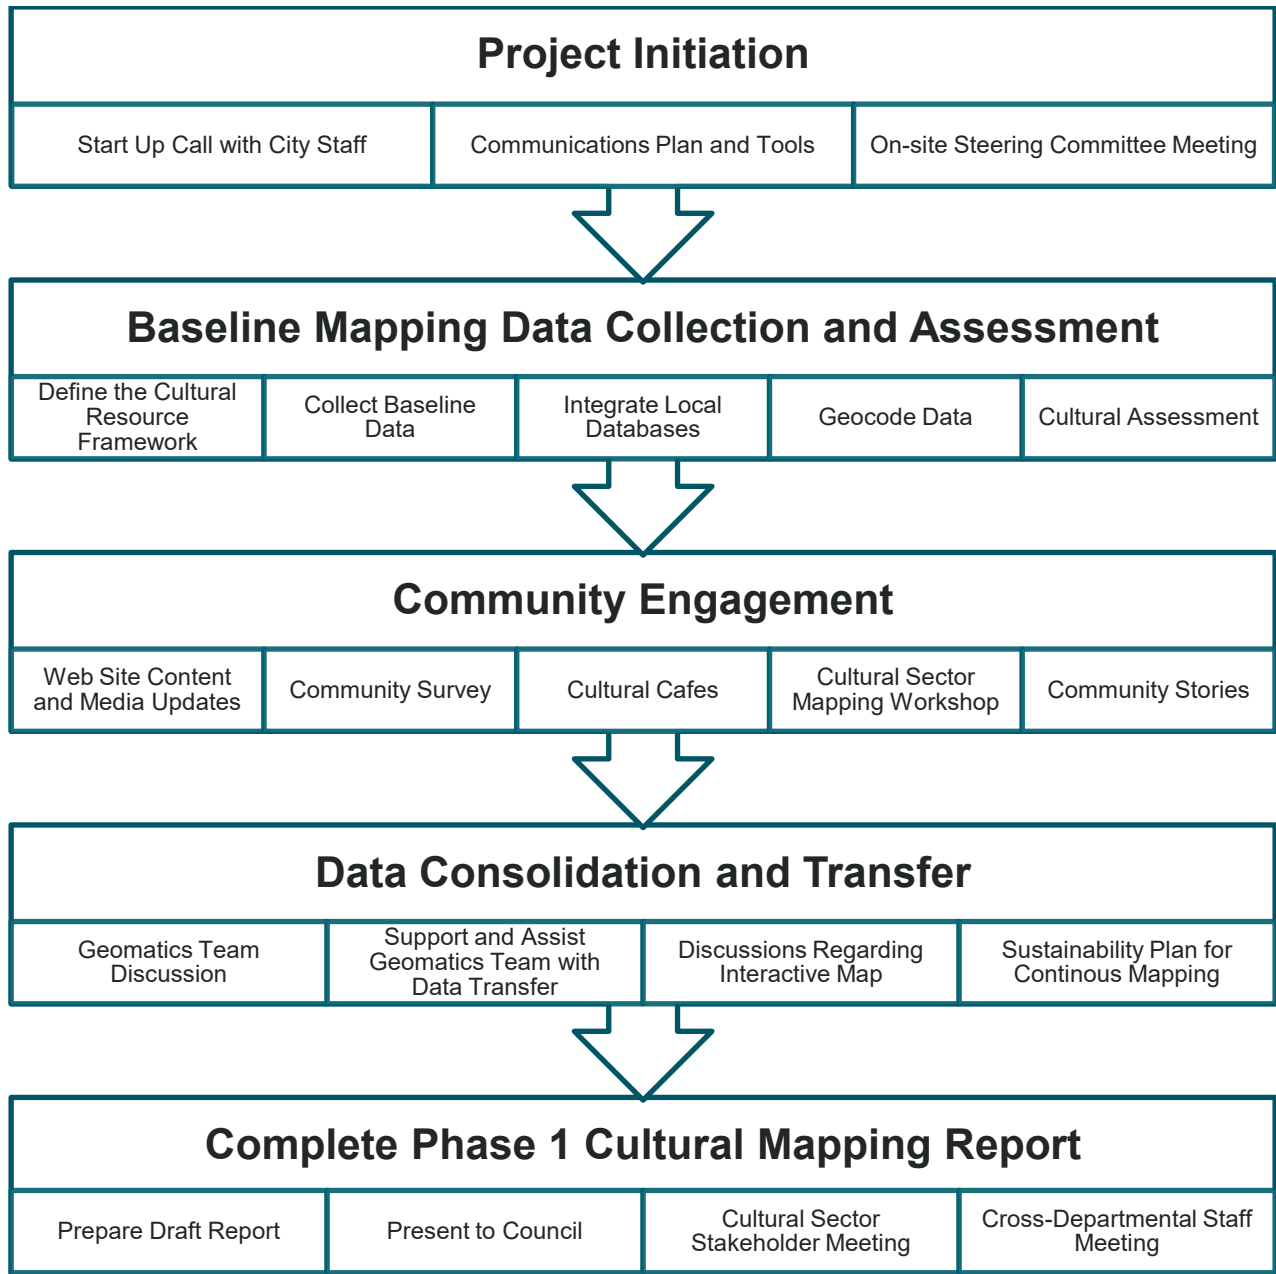 Project Initiation
Start Up Call with City Staff
Communications Plan and Tools
On-site Steering Committee Meeting
Baseline Mapping Data Collection and Assessment
Define the Cultural
Resource
Framework
Collect Baseline
Data
Integrate Local
Databases
Geocode Data
Cultural Assessment
Community Engagement
Web Site Content
and Media Updates
Community Survey
Cultural Cafes
Cultural Sector
Mapping Workshop
Community Stories
Data Consolidation and Transfer
Geomatics Team
Discussion
Support and Assist
Geomatics Team with
Data Transfer
Discussions Regarding
Interactive Map
Sustainability Plan for
Continous Mapping
Complete Phase 1 Cultural Mapping Report
Prepare Draft Report
Present to Council
Cultural Sector
Stakeholder Meeting
Cross-Departmental Staff
Meeting